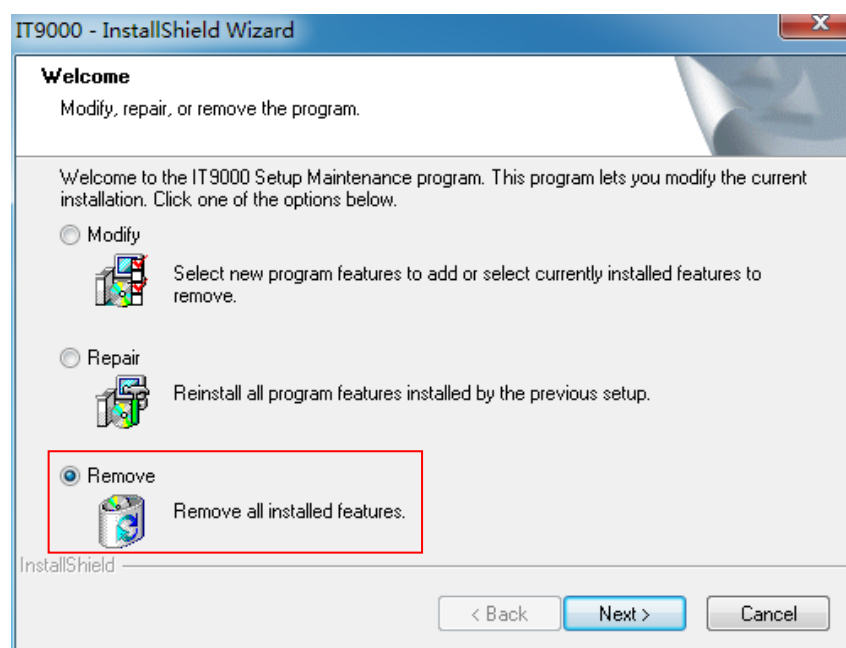 IT9000 - InstallShield Wizard
Welcome
Modify, repair, or remove the program.
Welcome to the IT9000 Setup Maintenance program. This program lets you modify the current
installation. Click one of the options below.
Modify
Select new program features to add or select currently installed features to
remove.
Repair
Reinstall all program features installed by the previous setup.
Remove
Remove all installed features.
InstallShield
< Back
Next >
Cancel